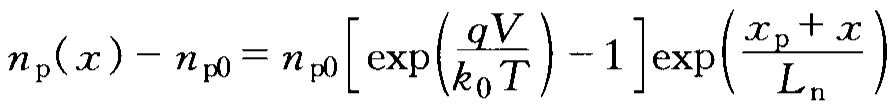 n_p(x) − n_p0 = n_p0 [ exp(qV / k_0 T) − 1 ] exp((x_p + x) / L_n)